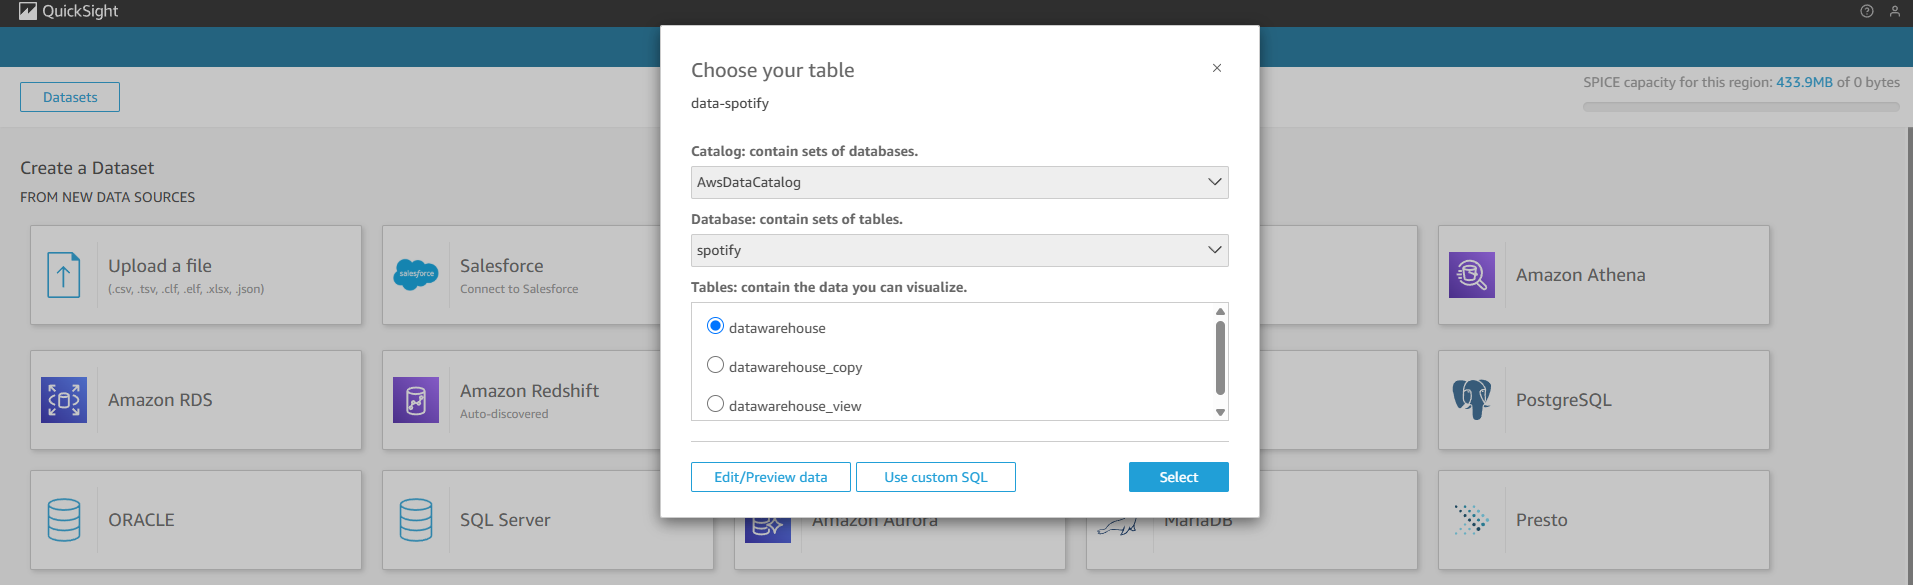 QuickSight
Datasets
SPICE capacity for this region: 433.9MB of 0 bytes
Choose your table
data-spotify
Catalog: contain sets of databases.
AwsDataCatalog
Database: contain sets of tables.
spotify
Tables: contain the data you can visualize.
datawarehouse
datawarehouse_copy
datawarehouse_view
Edit/Preview data
Use custom SQL
Select
Create a Dataset
FROM NEW DATA SOURCES
Upload a file
(.csv, .tsv, .clf, .elf, .xlsx, .json)
salesforce
Salesforce
Connect to Salesforce
Amazon Athena
Amazon RDS
Amazon Redshift
Auto-discovered
PostgreSQL
ORACLE
SQL Server
Amazon Aurora
MariaDB
Presto